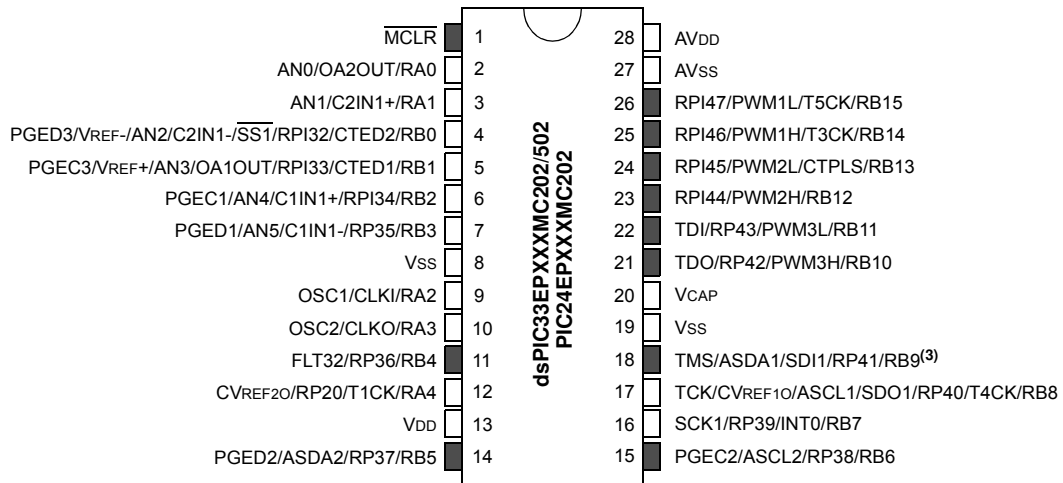 MCLR 1 28 AVDD
AN0/OA2OUT/RA0 2 27 AVSS
AN1/C2IN1+/RA1 3 26 RPI47/PWM1L/T5CK/RB15
PGED3/VREF-/AN2/C2IN1-/SS1/RPI32/CTED2/RB0 4 25 RPI46/PWM1H/T3CK/RB14
PGEC3/VREF+/AN3/OA1OUT/RPI33/CTED1/RB1 5 24 RPI45/PWM2L/CTPLS/RB13
PGEC1/AN4/C1IN1+/RPI34/RB2 6 23 RPI44/PWM2H/RB12
PGED1/AN5/C1IN1-/RP35/RB3 7 22 TDI/RP43/PWM3L/RB11
VSS 8 21 TDO/RP42/PWM3H/RB10
OSC1/CLKI/RA2 9 20 VCAP
OSC2/CLKO/RA3 10 19 VSS
FLT32/RP36/RB4 11 18 TMS/ASDA1/SDI1/RP41/RB9(3)
CVREF2O/RP20/T1CK/RA4 12 17 TCK/CVREF1O/ASCL1/SDO1/RP40/T4CK/RB8
VDD 13 16 SCK1/RP39/INT0/RB7
PGED2/ASDA2/RP37/RB5 14 15 PGEC2/ASCL2/RP38/RB6
dsPIC33EPXXXMC202/502
PIC24EPXXXMC202